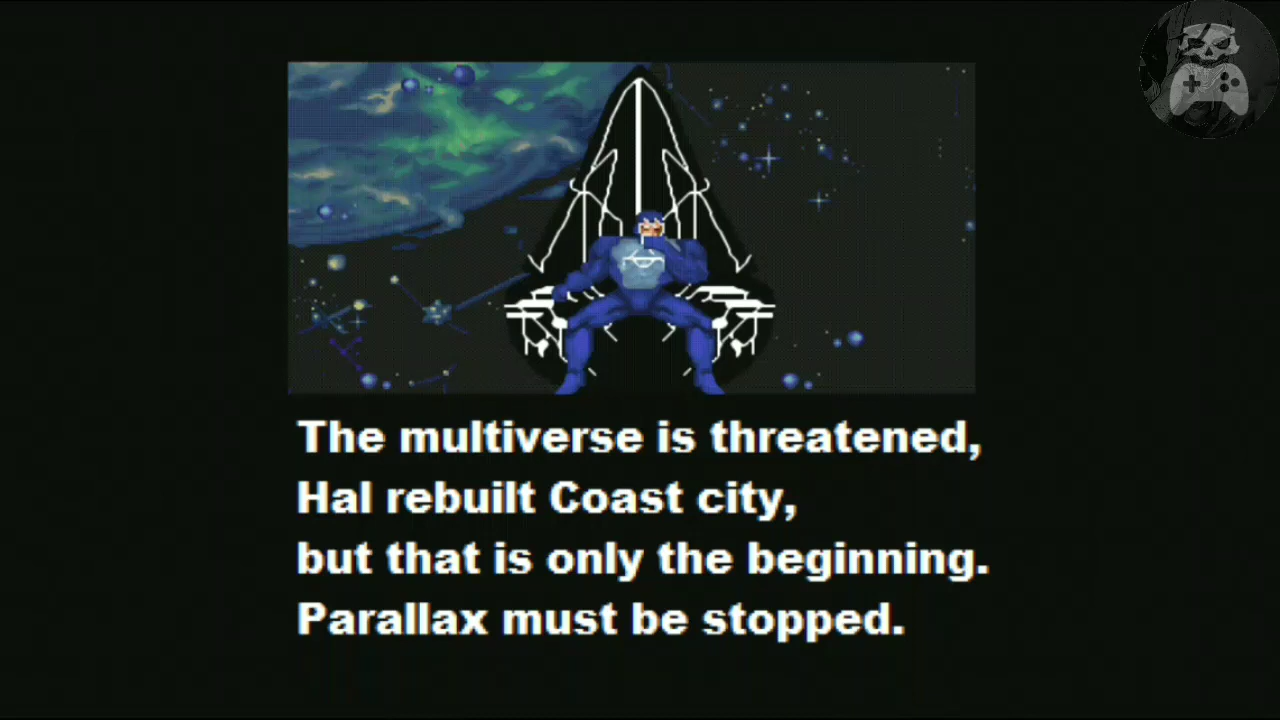 The multiverse is threatened,
Hal rebuilt Coast city,
but that is only the beginning.
Parallax must be stopped.